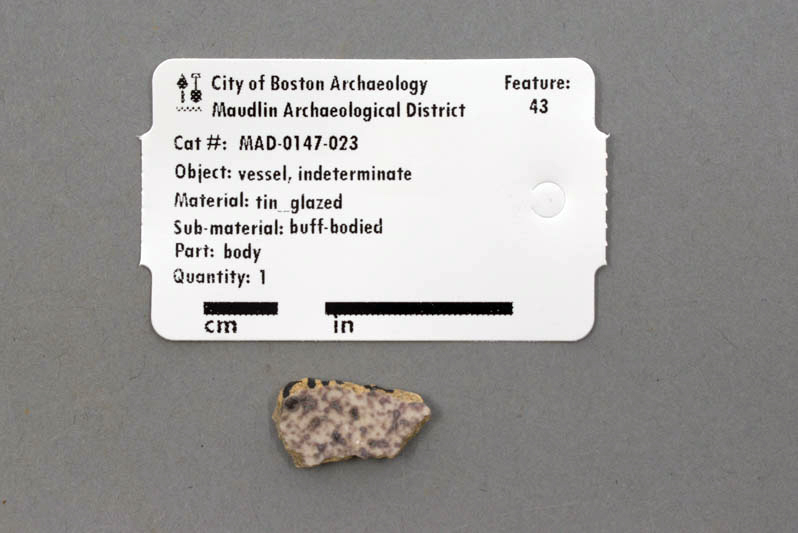 City of Boston Archaeology
Maudlin Archaeological District
Feature:
43
Cat #: MAD-0147-023
Object: vessel, indeterminate
Material: tin_glazed
Sub-material: buff-bodied
Part: body
Quantity: 1
cm in